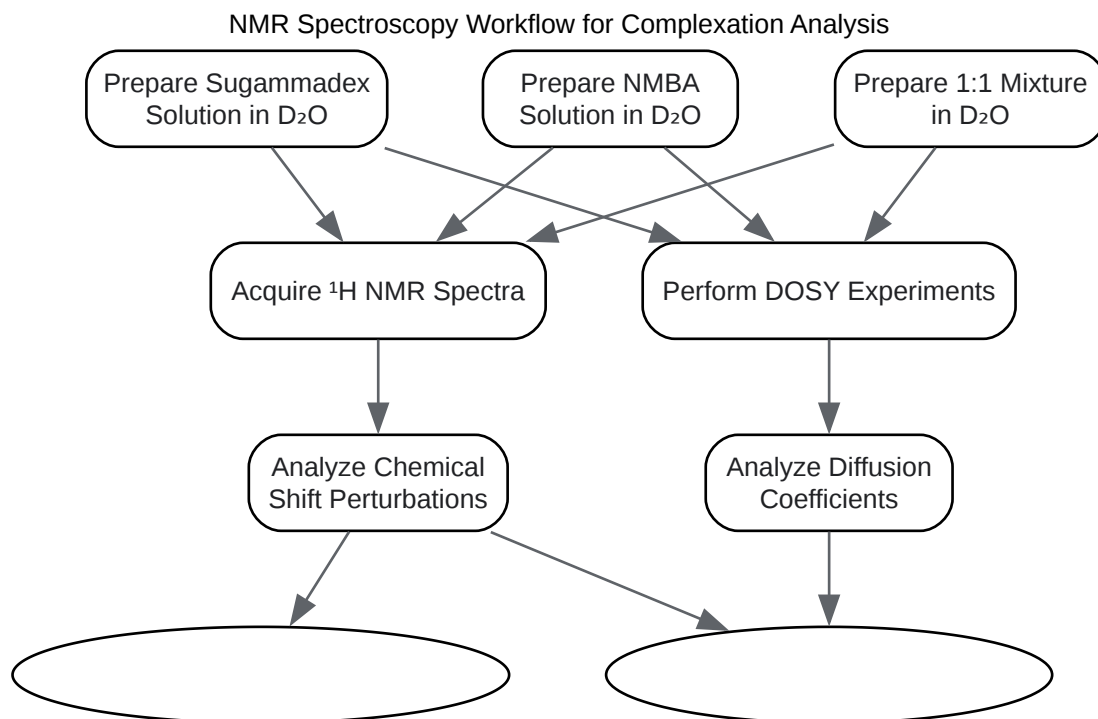 NMR Spectroscopy Workflow for Complexation Analysis
Prepare Sugammadex
Solution in D₂O
Prepare NMBA
Solution in D₂O
Prepare 1:1 Mixture
in D₂O
Acquire ¹H NMR Spectra
Perform DOSY Experiments
Analyze Chemical
Shift Perturbations
Analyze Diffusion
Coefficients